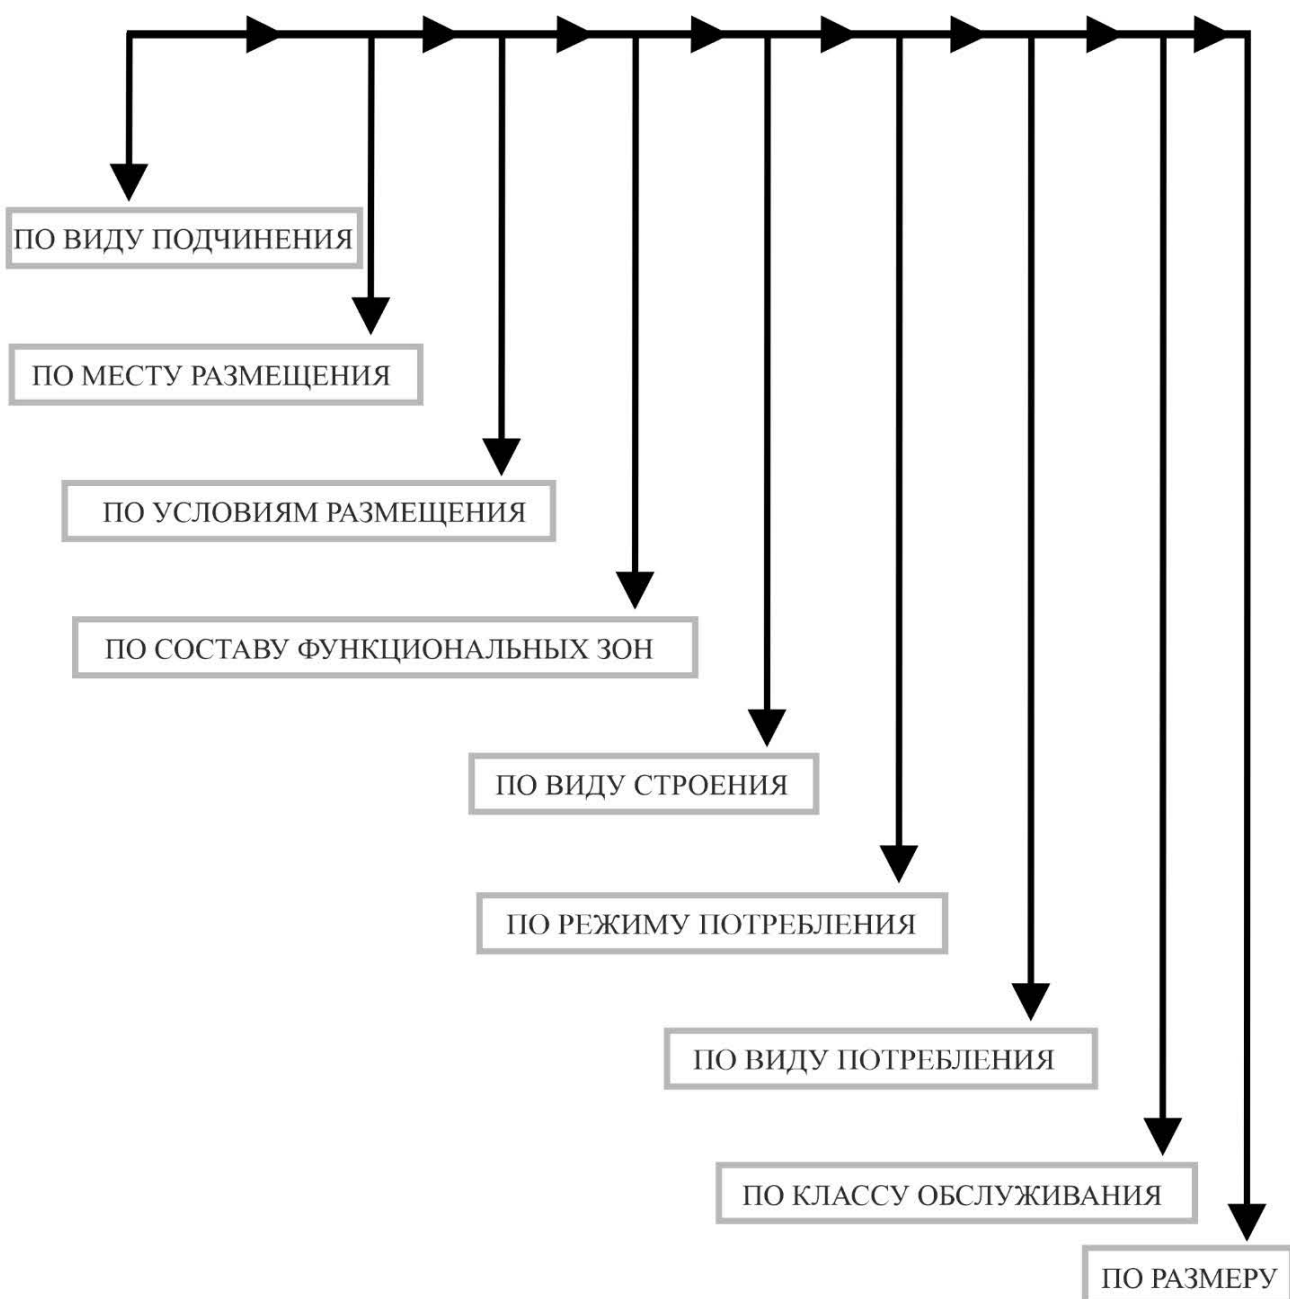 ПО ВИДУ ПОДЧИНЕНИЯ
ПО МЕСТУ РАЗМЕЩЕНИЯ
ПО УСЛОВИЯМ РАЗМЕЩЕНИЯ
ПО СОСТАВУ ФУНКЦИОНАЛЬНЫХ ЗОН
ПО ВИДУ СТРОЕНИЯ
ПО РЕЖИМУ ПОТРЕБЛЕНИЯ
ПО ВИДУ ПОТРЕБЛЕНИЯ
ПО КЛАССУ ОБСЛУЖИВАНИЯ
ПО РАЗМЕРУ